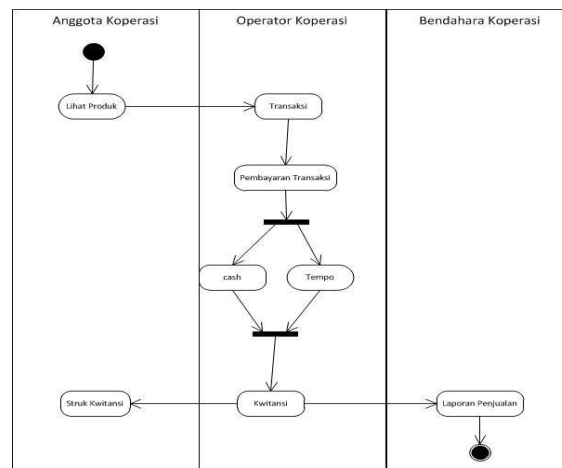 Anggota Koperasi
Operator Koperasi
Bendahara Koperasi
Lihat Produk
Transaksi
Pembayaran Transaksi
cash
Tempo
Struk Kwitansi
Kwitansi
Laporan Penjualan